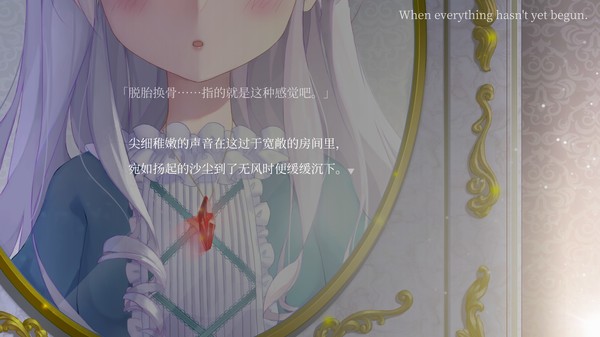 When everything hasn't yet begun.
「脱胎换骨……指的就是这种感觉吧。」
尖细稚嫩的声音在这过于宽敞的房间里，
宛如扬起的沙尘到了无风时便缓缓沉下。